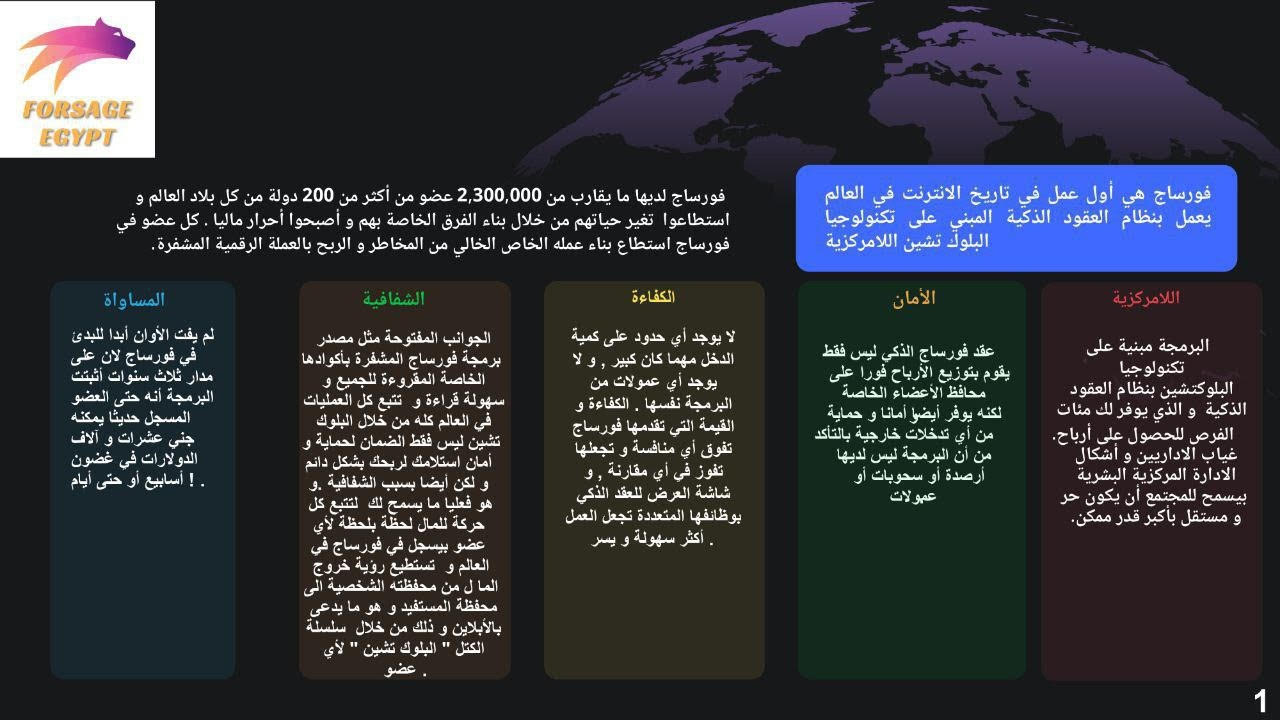 FORSAGE
EGYPT
فورساج هي أول عمل في تاريخ الانترنت في العالم
يعمل بنظام العقود الذكية المبني على تكنولوجيا
البلوك تشين اللامركزية
فورساج لديها ما يقارب من 2,300,000 عضو من أكثر من 200 دولة من كل بلاد العالم و
استطاعوا تغير حياتهم من خلال بناء الفرق الخاصة بهم و أصبحوا أحرار ماليا . كل عضو في
فورساج استطاع بناء عمله الخاص الخالي من المخاطر و الربح بالعملة الرقمية المشفرة.
اللامركزية
البرمجة مبنية على
تكنولوجيا
البلوكتشين بنظام العقود
الذكية و الذي يوفر لك مئات
الفرص للحصول على أرباح.
غياب الاداريين و أشكال
الادارة المركزية البشرية
بيسمح للمجتمع أن يكون حر
و مستقل بأكبر قدر ممكن.
الأمان
عقد فورساج الذكي ليس فقط
يقوم بتوزيع الأرباح فورا على
محافظ الأعضاء الخاصة
لكنه يوفر أيضو أمانا و حماية
من أي تدخلات خارجية بالتأكد
من أن البرمجة ليس لديها
أرصدة أو سحوبات أو
عمولات
الكفاءة
لا يوجد أي حدود على كمية
الدخل مهما كان كبير , و لا
يوجد أي عمولات من
البرمجة نفسها . الكفاءة و
القيمة التي تقدمها فورساج
تفوق أي منافسة و تجعلها
تفوز في أي مقارنة , و
شاشة العرض للعقد الذكي
بوظائفها المتعددة تجعل العمل
أكثر سهولة و يسر .
الشفافية
الجوانب المفتوحة مثل مصدر
برمجة فورساج المشفرة بأكوادها
الخاصة المقروءة للجميع و
سهولة قراءة و تتبع كل العمليات
في العالم كله من خلال البلوك
تشين ليس فقط الضمان لحماية و
أمان استلامك لربحك بشكل دائم
و لكن أيضا بسبب الشفافية .و
هو فعليا ما يسمح لك لتتبع كل
حركة للمال لحظة بلحظة لأي
عضو بيسجل في فورساج في
العالم و تستطيع رؤية خروج
الما ل من محفظته الشخصية الى
محفظة المستفيد و هو ما يدعى
بالأبلاين و ذلك من خلال سلسلة
الكتل " البلوك تشين " لأي
عضو .
المساواة
لم يفت الأوان أبدا للبدئ
في فورساج لان على
مدار ثلاث سنوات أثبتت
البرمجة أنه حتى العضو
المسجل حديثا يمكنه
جني عشرات و آلاف
الدولارات في غضون
أسابيع أو حتى أيام ! .
1